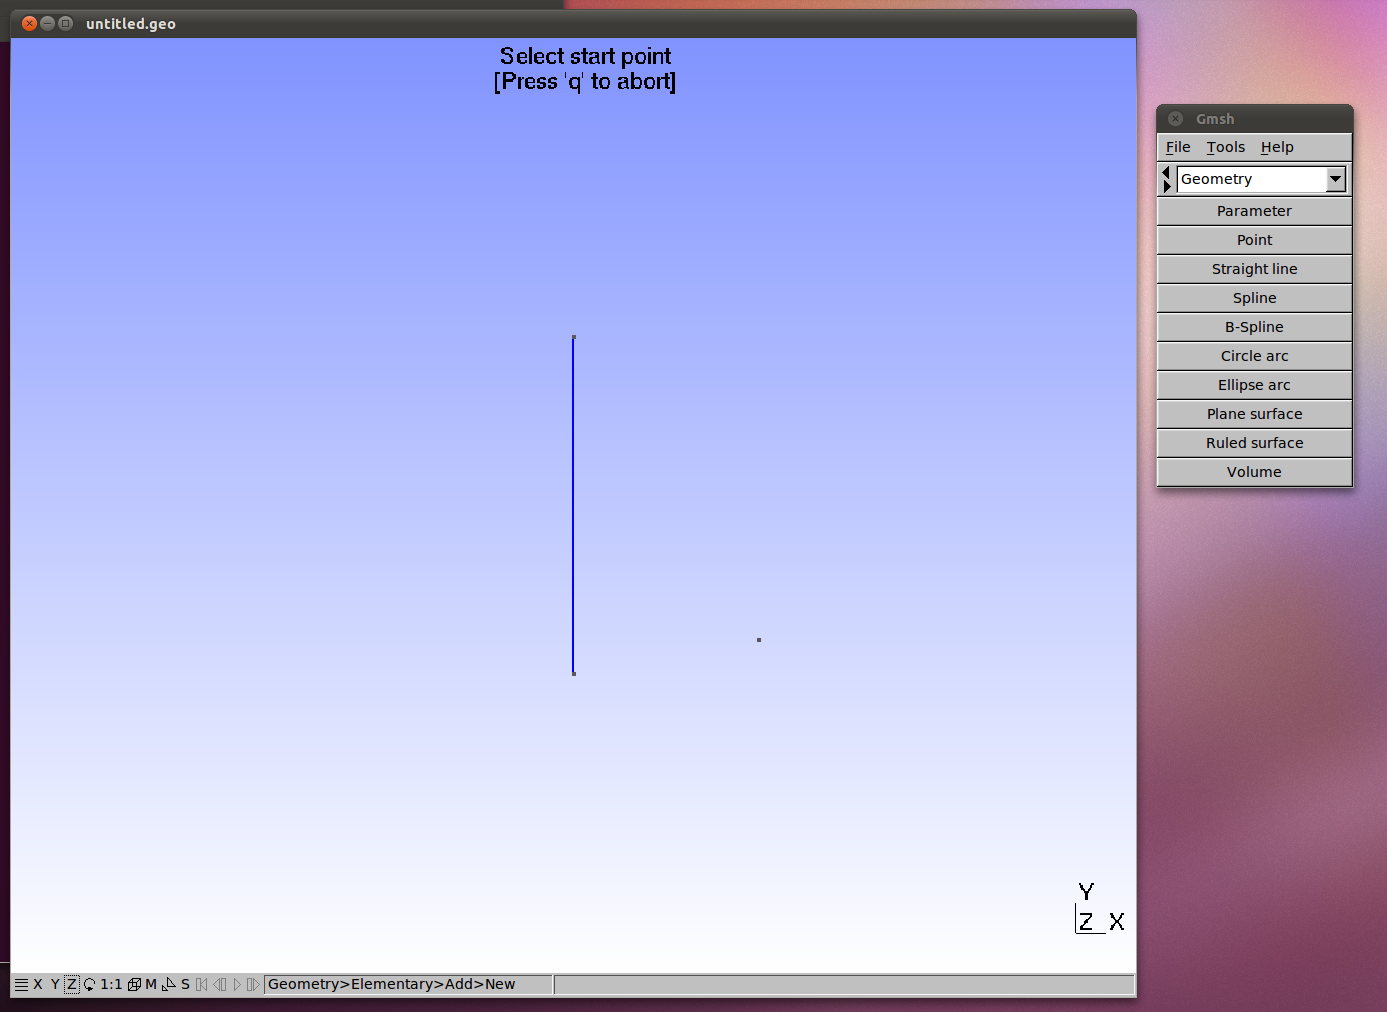 untitled.geo
Select start point
[Press 'q' to abort]
Y
Z X
X Y Z 1:1 M S Geometry>Elementary>Add>New
Gmsh
File Tools Help
Geometry
Parameter
Point
Straight line
Spline
B-Spline
Circle arc
Ellipse arc
Plane surface
Ruled surface
Volume